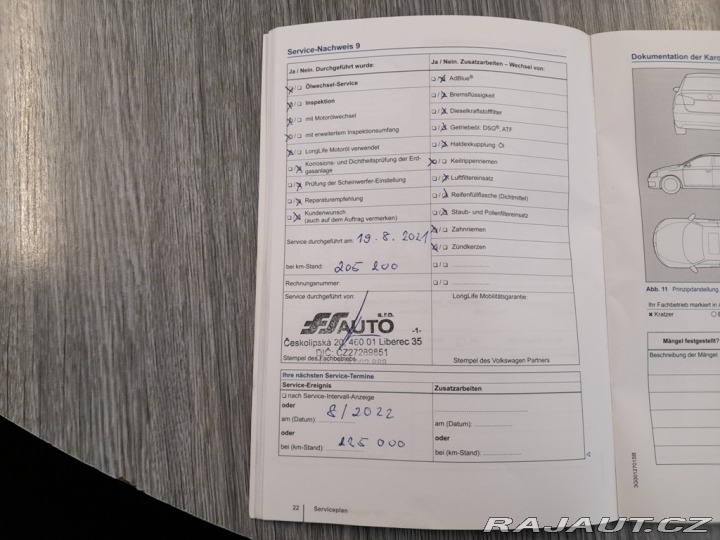 Service-Nachweis 9
Ja / Nein. Durchgeführt wurde:
Ölwechsel-Service
Inspektion
mit Motorölwechsel
mit erweitertem Inspektionsumfang
LongLife Motoröl verwendet
Korrosions- und Dichtheitsprüfung der Erd-
gasanlage
Prüfung der Scheinwerfer-Einstellung
Reparaturempfehlung
Kundenwunsch
(auch auf dem Auftrag vermerken)
Service durchgeführt am: 19. 8. 2021
bei km-Stand: 205 200
Rechnungsnummer:
Service durchgeführt von:
FS AUTO s.r.o.
-1-
Českolipská 20, 460 01 Liberec 35
DIČ: CZ27289851
Stempel des Fachbetriebs
Ja / Nein. Zusatzarbeiten – Wechsel von:
AdBlue®
Bremsflüssigkeit
Dieselkraftstofffilter
Getriebeöl: DSG®, ATF
Haldexkupplung Öl
Keilrippenriemen
Luftfiltereinsatz
Reifenfüllflasche (Dichtmittel)
Staub- und Pollenfiltereinsatz
Zahnriemen
Zündkerzen
LongLife Mobilitätsgarantie:
Stempel des Volkswagen Partners
Ihre nächsten Service-Termine
Service-Ereignis
nach Service-Intervall-Anzeige
oder
am (Datum): 8/2022
oder
bei (km-Stand): 225 000
Zusatzarbeiten:
am (Datum):
oder
bei (km-Stand):
22 Serviceplan
Dokumentation der Karo
Abb. 11 Prinzipdarstellung
Ihr Fachbetrieb markiert in
Kratzer
Mängel festgestellt?
Beschreibung der Mängel
3G0012701SB
RAJAUT.CZ